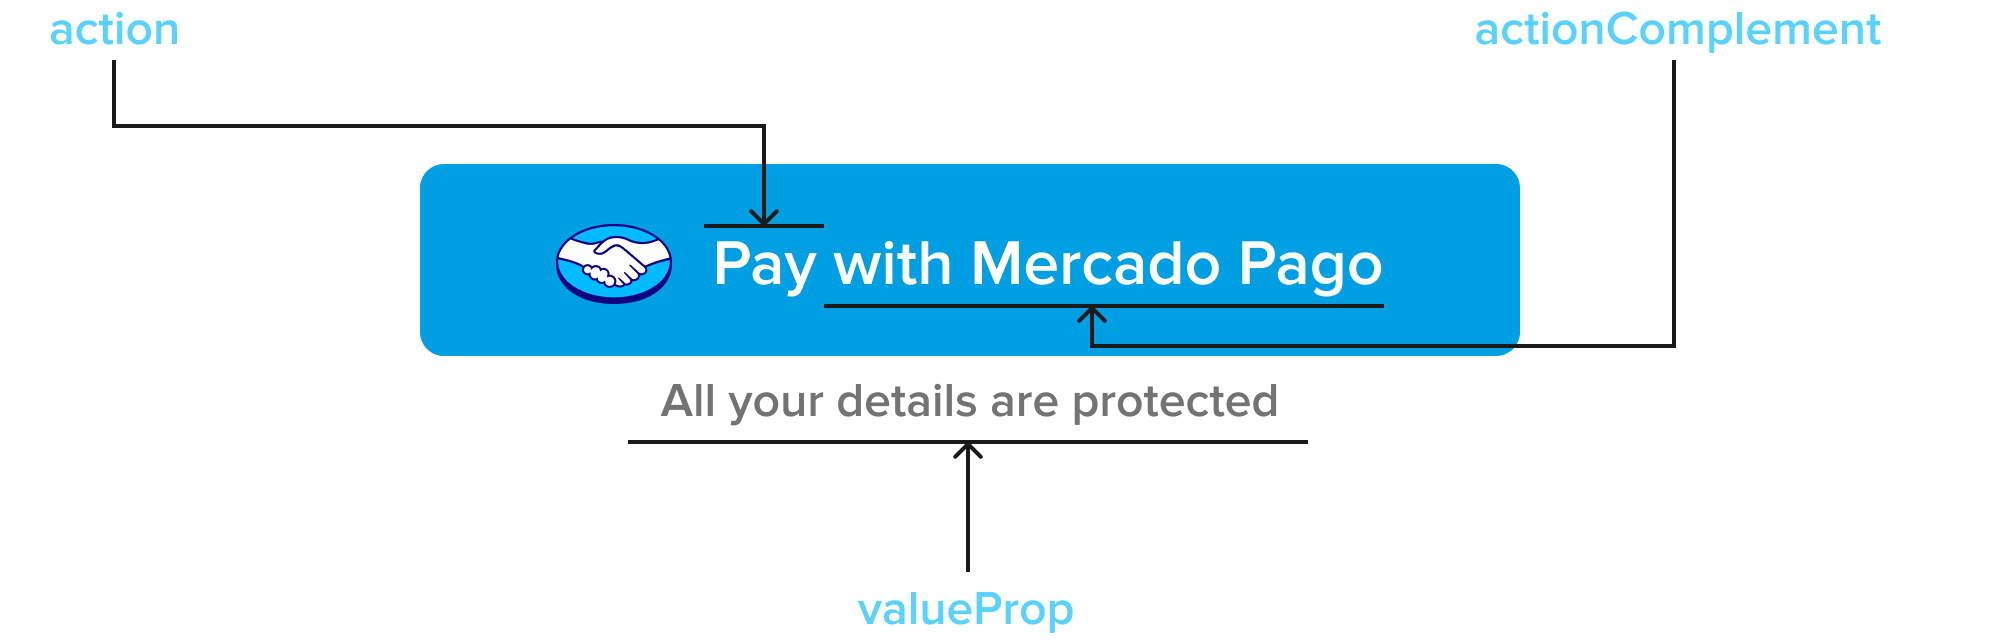 action
actionComplement
Pay with Mercado Pago
All your details are protected
valueProp